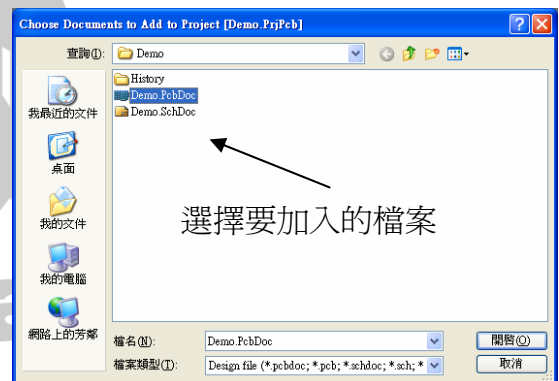 Choose Documents to Add to Project [Demo.PrjPcb]
查詢(I):
Demo
History
Demo.PcbDoc
Demo.SchDoc
我最近的文件
桌面
我的文件
我的電腦
網路上的芳鄰
選擇要加入的檔案
檔名(N):
Demo.PcbDoc
開啓(O)
檔案類型(T):
Design file (*.pcbdoc; *.pcb; *.schdoc; *.sch; *
取消